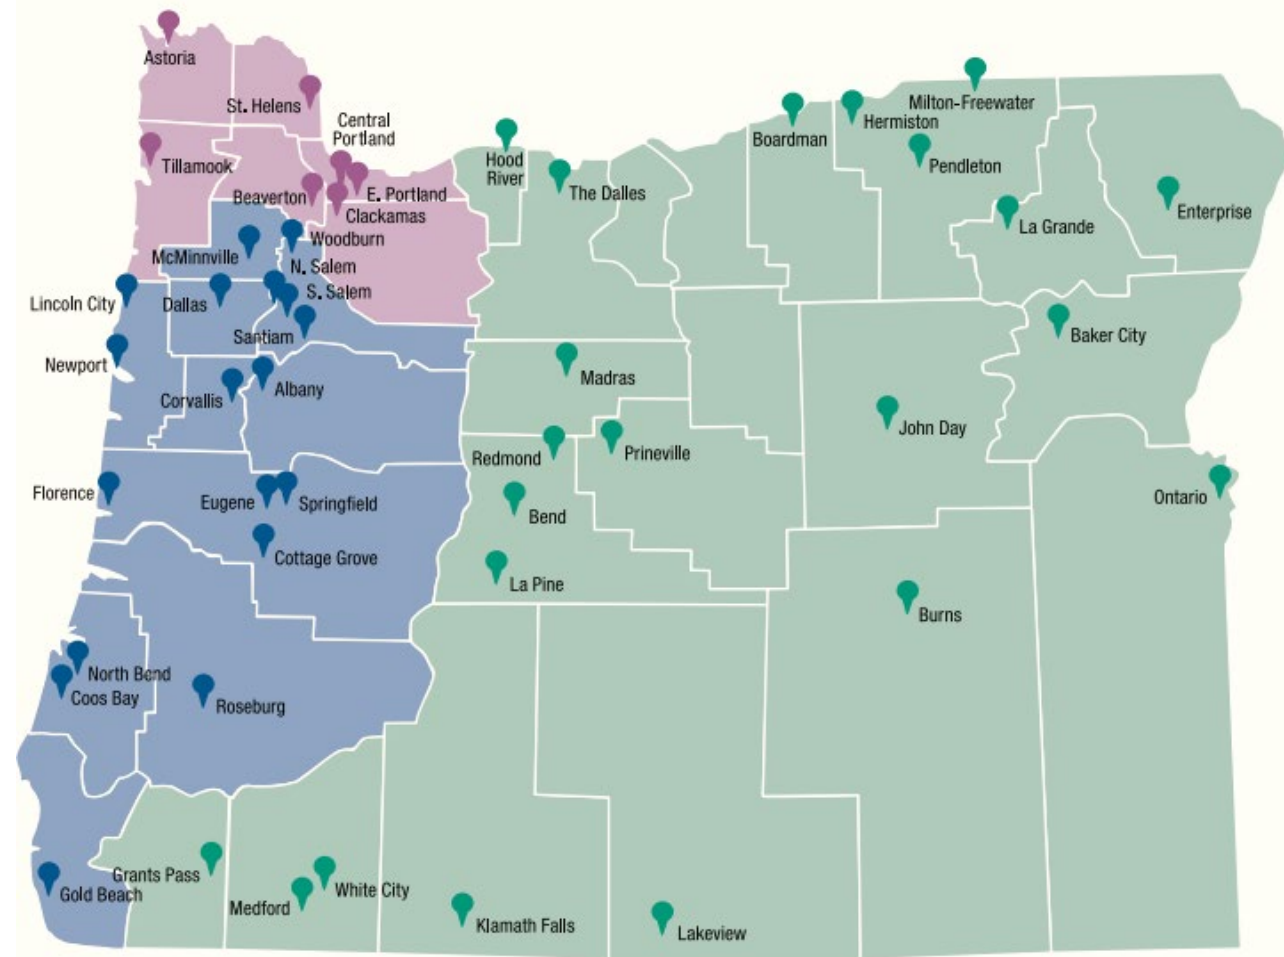 Astoria
St. Helens
Central
Portland
Tillamook
Beaverton
E. Portland
Clackamas
Hood
River
The Dalles
Boardman
Milton-Freewater
Hermiston
Pendleton
La Grande
Enterprise
Woodburn
McMinnville
N. Salem
S. Salem
Lincoln City
Dallas
Santiam
Baker City
Newport
Albany
Corvallis
Madras
John Day
Redmond
Prineville
Florence
Eugene
Springfield
Ontario
Bend
Cottage Grove
La Pine
Burns
North Bend
Coos Bay
Roseburg
Grants Pass
White City
Gold Beach
Medford
Klamath Falls
Lakeview